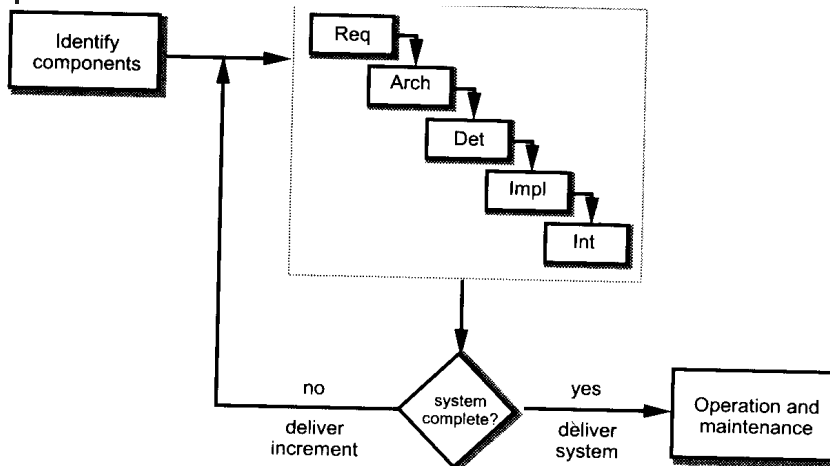 Identify
components
Req
Arch
Det
Impl
Int
no
deliver
increment
system
complete?
yes
deliver
system
Operation and
maintenance